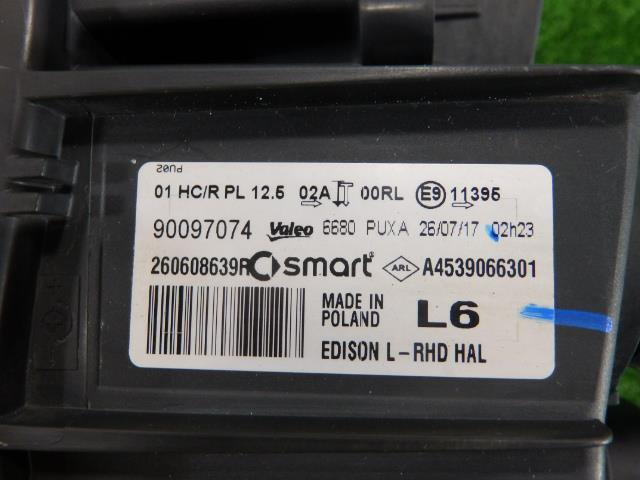 PU02
01 HC/R PL 12.5 02A 00RL E9 11395
90097074 Valeo 6680 PUXA 26/07/17 02h23
260608639R smart ARL A4539066301
MADE IN
POLAND L6
EDISON L-RHD HAL